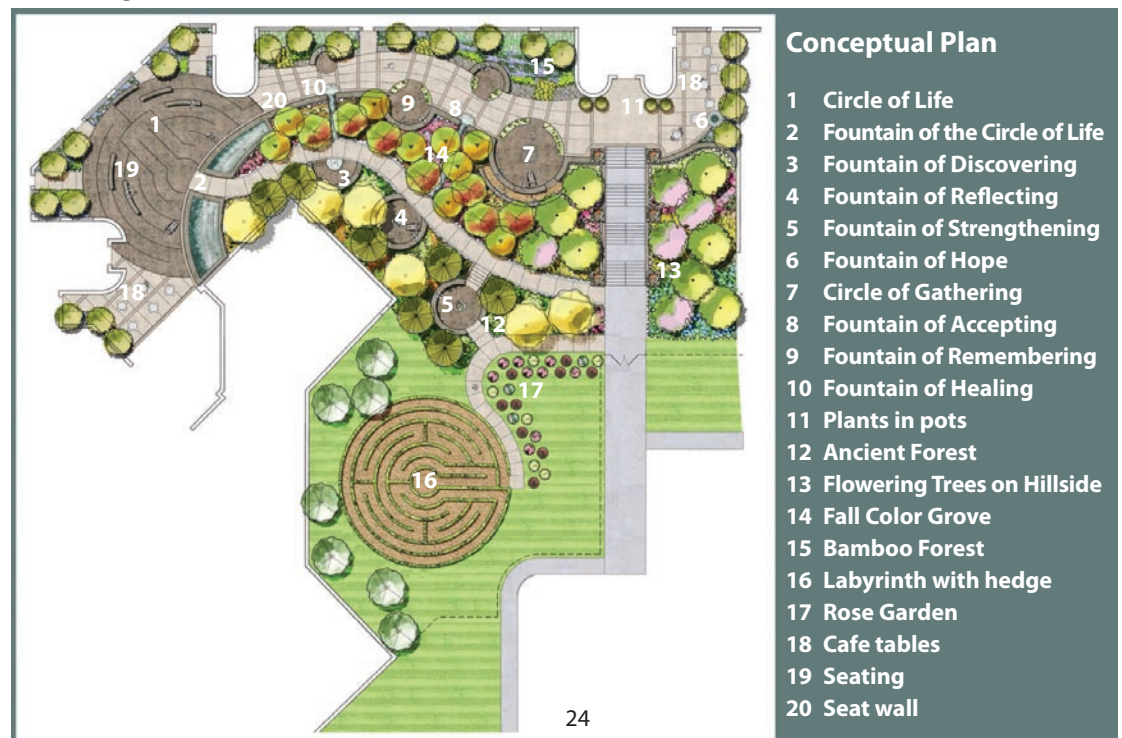 Conceptual Plan
1 Circle of Life
2 Fountain of the Circle of Life
3 Fountain of Discovering
4 Fountain of Reflecting
5 Fountain of Strengthening
6 Fountain of Hope
7 Circle of Gathering
8 Fountain of Accepting
9 Fountain of Remembering
10 Fountain of Healing
11 Plants in pots
12 Ancient Forest
13 Flowering Trees on Hillside
14 Fall Color Grove
15 Bamboo Forest
16 Labyrinth with hedge
17 Rose Garden
18 Cafe tables
19 Seating
20 Seat wall
15
18
10
20
11
9
8
6
1
14
7
19
3
2
4
13
18
5
12
17
16
24